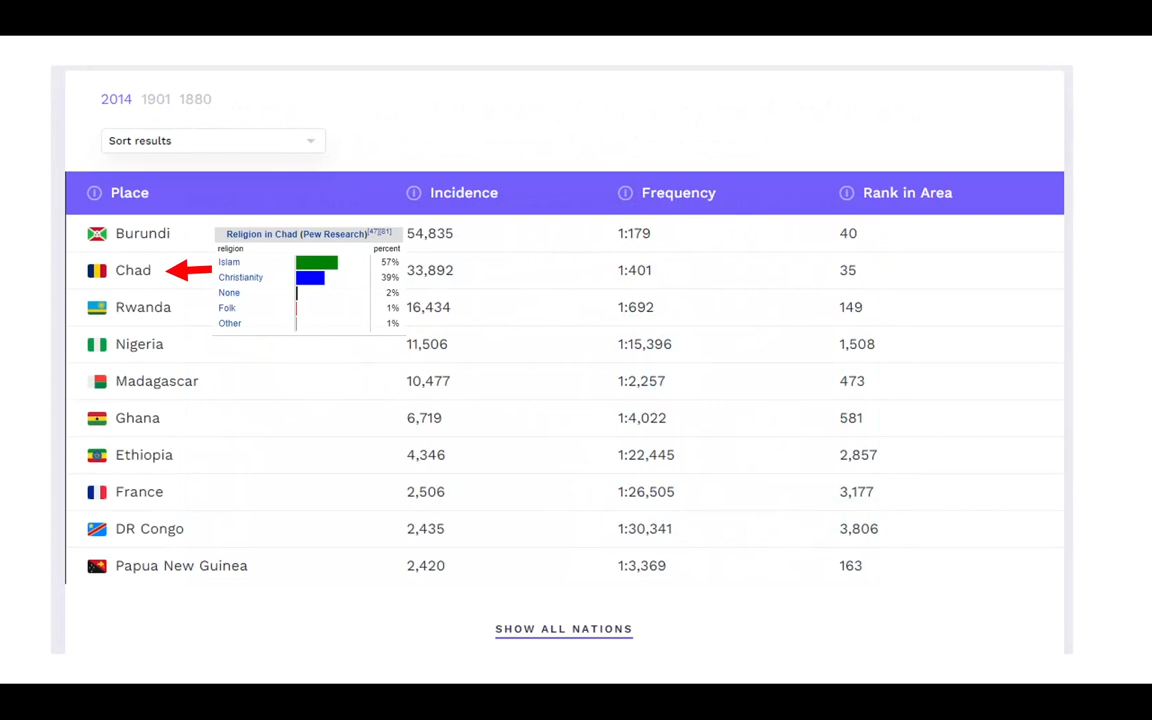 2014 1901 1880
Sort results
Place Incidence Frequency Rank in Area
Burundi 54,835 1:179 40
Chad 33,892 1:401 35
Rwanda 16,434 1:692 149
Nigeria 11,506 1:15,396 1,508
Madagascar 10,477 1:2,257 473
Ghana 6,719 1:4,022 581
Ethiopia 4,346 1:22,445 2,857
France 2,506 1:26,505 3,177
DR Congo 2,435 1:30,341 3,806
Papua New Guinea 2,420 1:3,369 163
Religion in Chad (Pew Research)[47][81]
religion percent
Islam 57%
Christianity 39%
None 2%
Folk 1%
Other 1%
SHOW ALL NATIONS